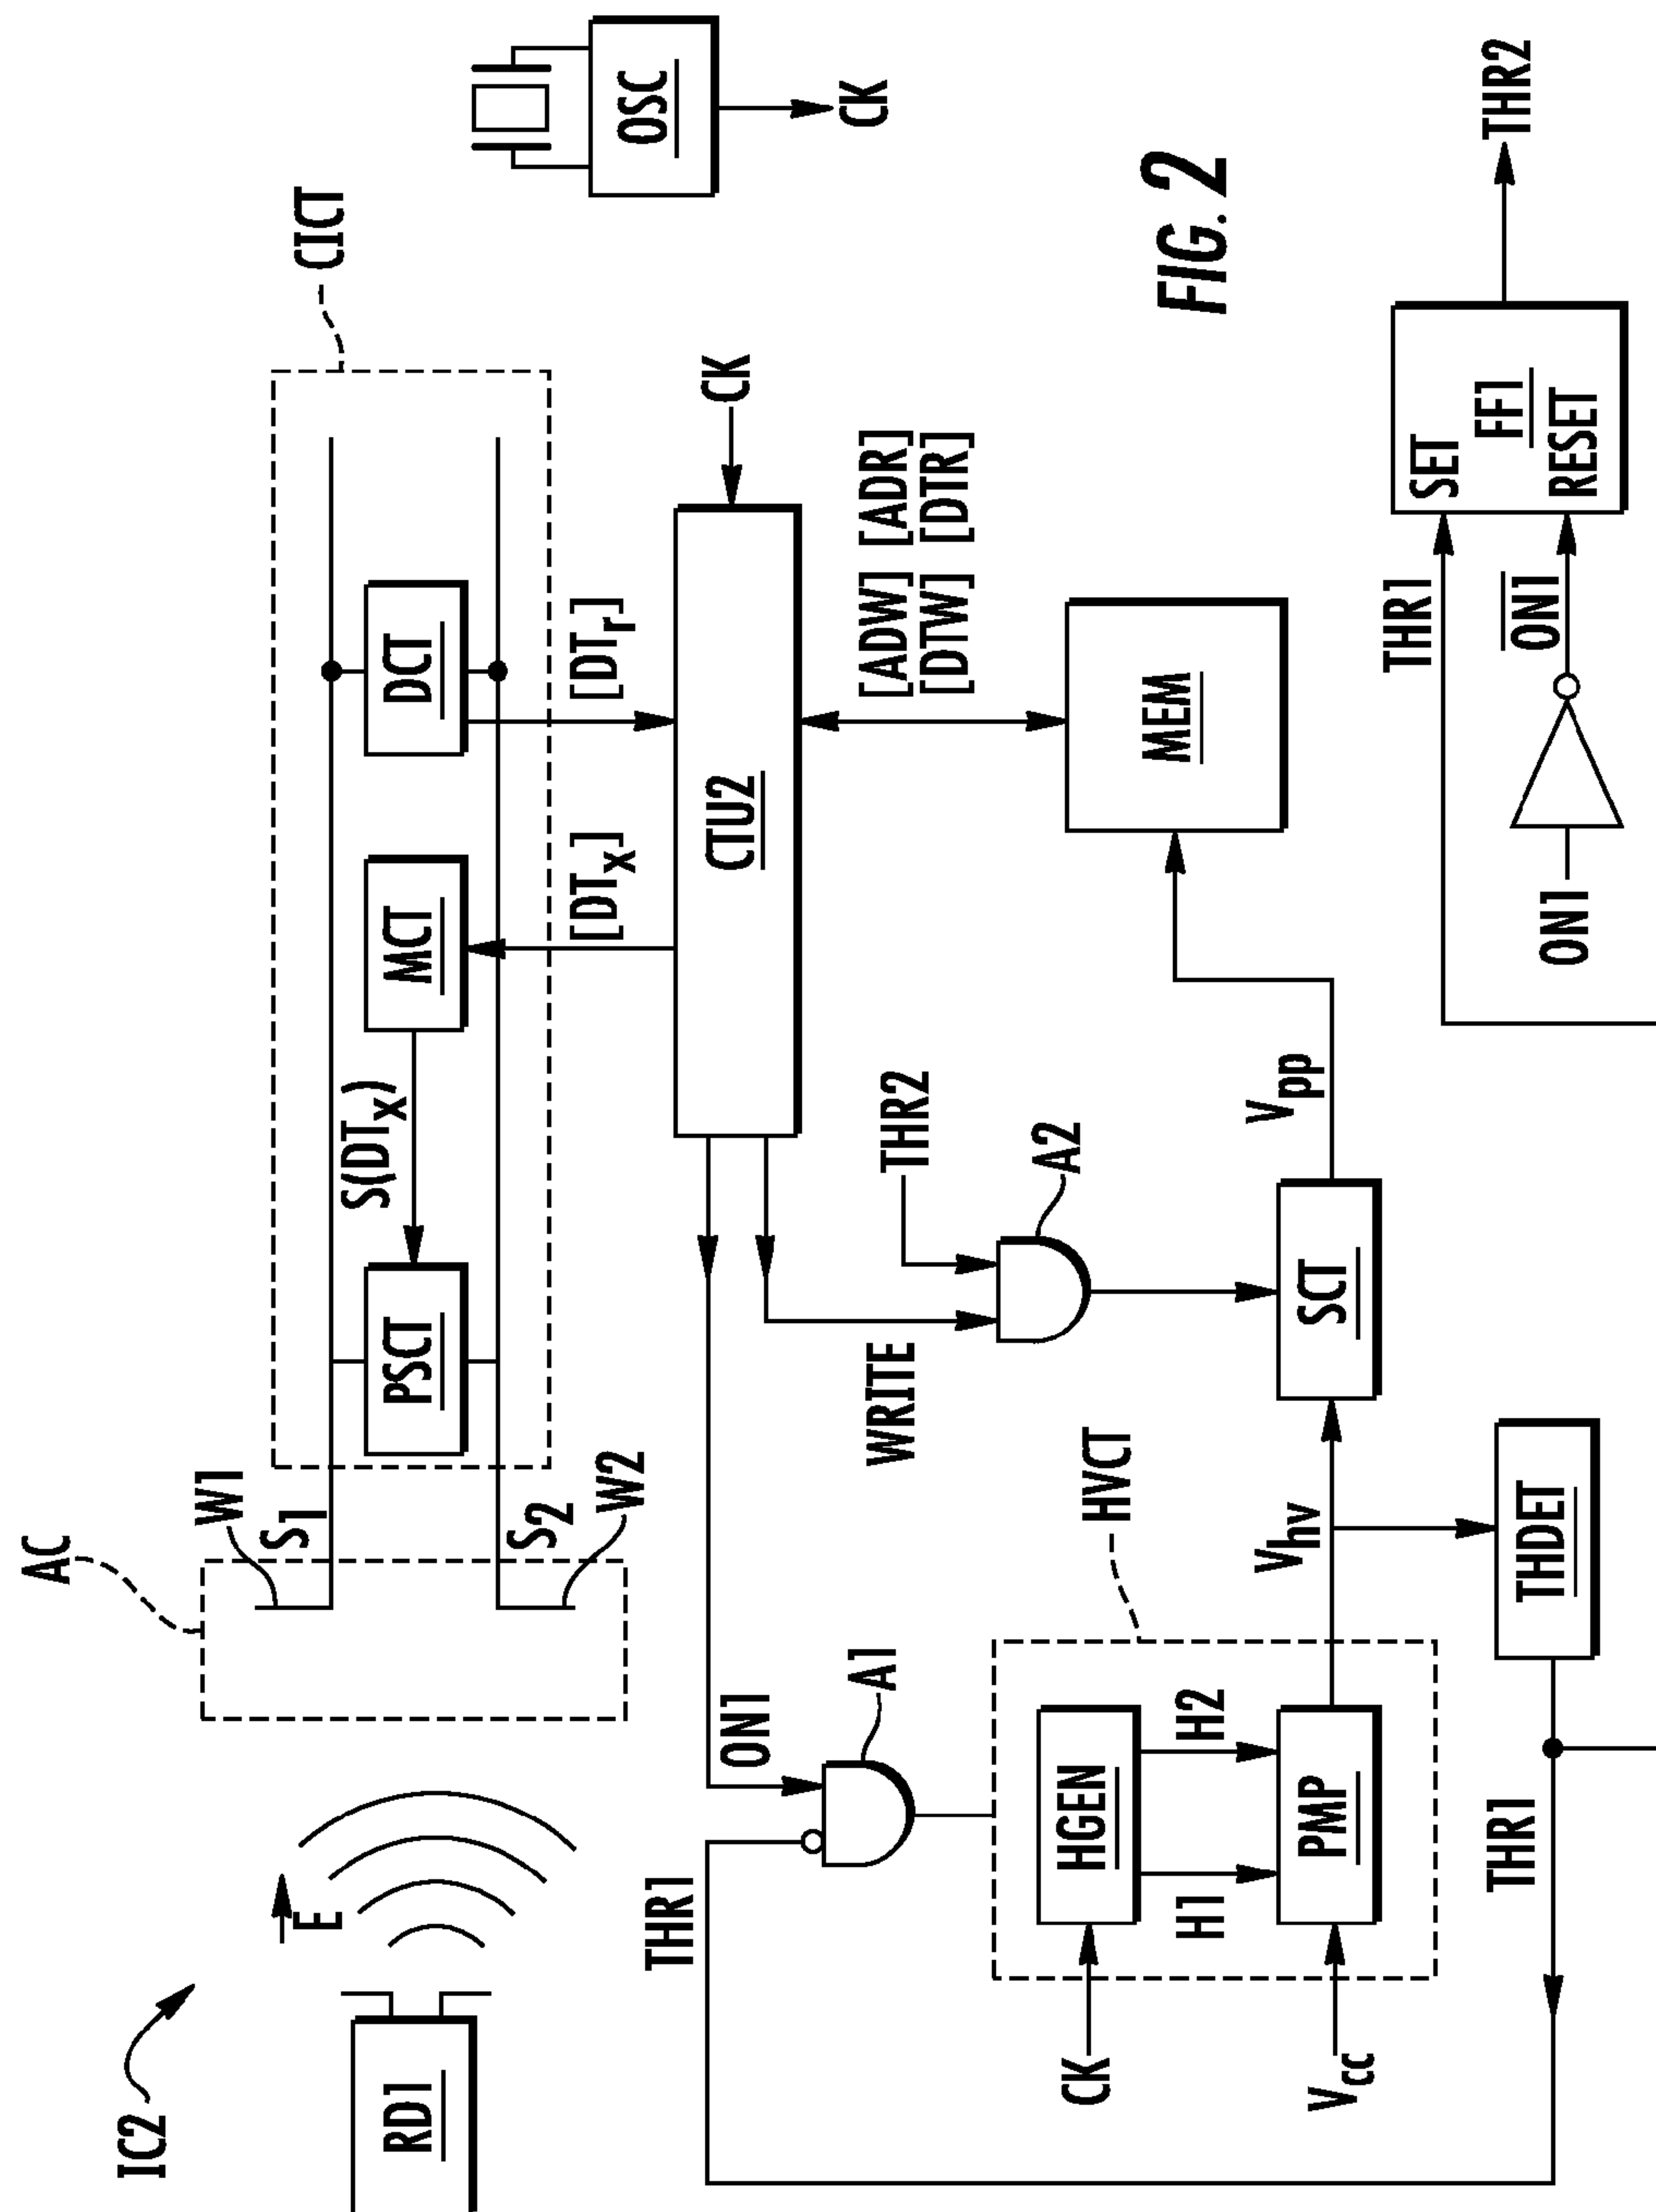 IC2
RD1
E
AC
W1
S1
S2
W2
CICT
PSCT
S(DTx)
MCT
DCT
[DTx]
[DTr]
OSC
CK
CTU2
CK
THR1
ON1
A1
WRITE
THR2
A2
[ADW] [ADR]
[DTW] [DTR]
MEM
HVCT
CK
HGEN
H1
H2
Vcc
PMP
Vhv
SCT
Vpp
THDET
THR1
THR1
SET
FF1
RESET
ON1
O̅N̅1̅
THR2
FIG. 2